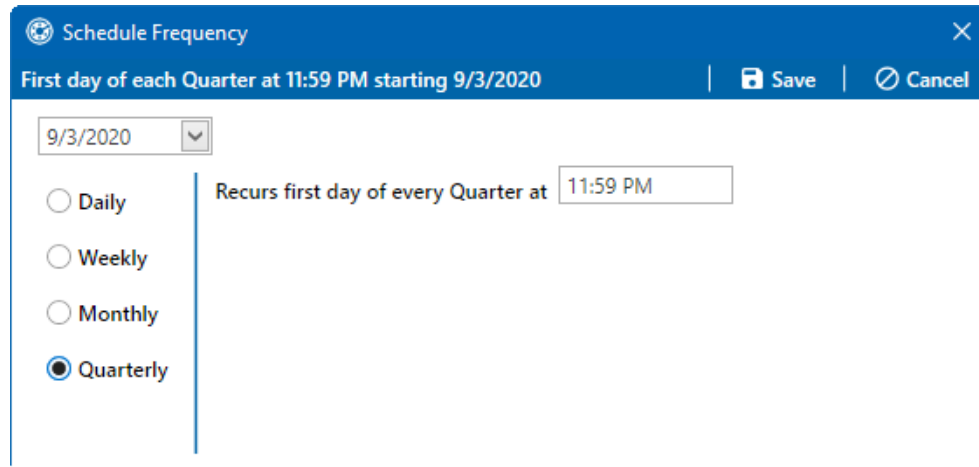 Schedule Frequency
First day of each Quarter at 11:59 PM starting 9/3/2020 Save Cancel
9/3/2020
Daily
Recurs first day of every Quarter at 11:59 PM
Weekly
Monthly
Quarterly